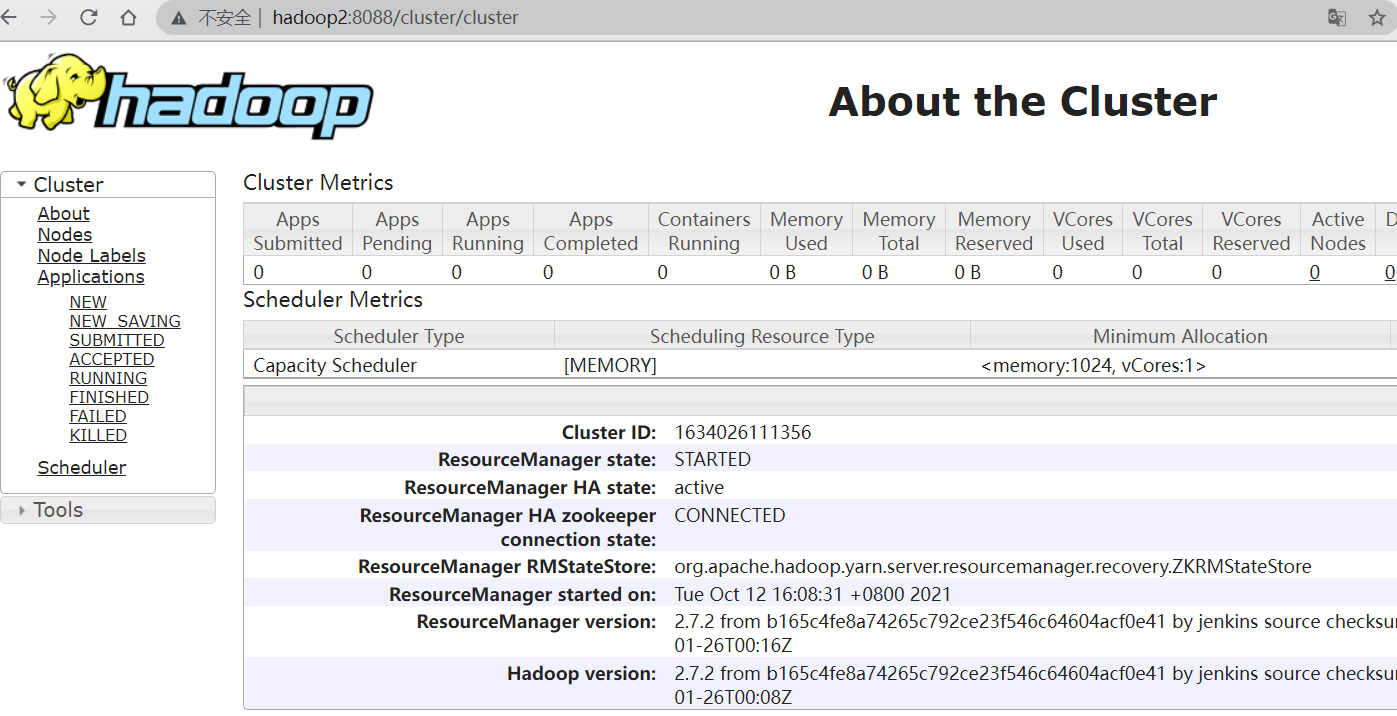 不安全 | hadoop2:8088/cluster/cluster
hadoop
About the Cluster
Cluster
About
Nodes
Node Labels
Applications
NEW
NEW_SAVING
SUBMITTED
ACCEPTED
RUNNING
FINISHED
FAILED
KILLED
Scheduler
Tools
Cluster Metrics
Apps Submitted Apps Pending Apps Running Apps Completed Containers Running Memory Used Memory Total Memory Reserved VCores Used VCores Total VCores Reserved Active Nodes D
0 0 0 0 0 0 B 0 B 0 B 0 0 0 0 0
Scheduler Metrics
Scheduler Type Scheduling Resource Type Minimum Allocation
Capacity Scheduler [MEMORY] <memory:1024, vCores:1>
Cluster ID: 1634026111356
ResourceManager state: STARTED
ResourceManager HA state: active
ResourceManager HA zookeeper connection state: CONNECTED
ResourceManager RMStateStore: org.apache.hadoop.yarn.server.resourcemanager.recovery.ZKRMStateStore
ResourceManager started on: Tue Oct 12 16:08:31 +0800 2021
ResourceManager version: 2.7.2 from b165c4fe8a74265c792ce23f546c64604acf0e41 by jenkins source checksu
01-26T00:16Z
Hadoop version: 2.7.2 from b165c4fe8a74265c792ce23f546c64604acf0e41 by jenkins source checksu
01-26T00:08Z